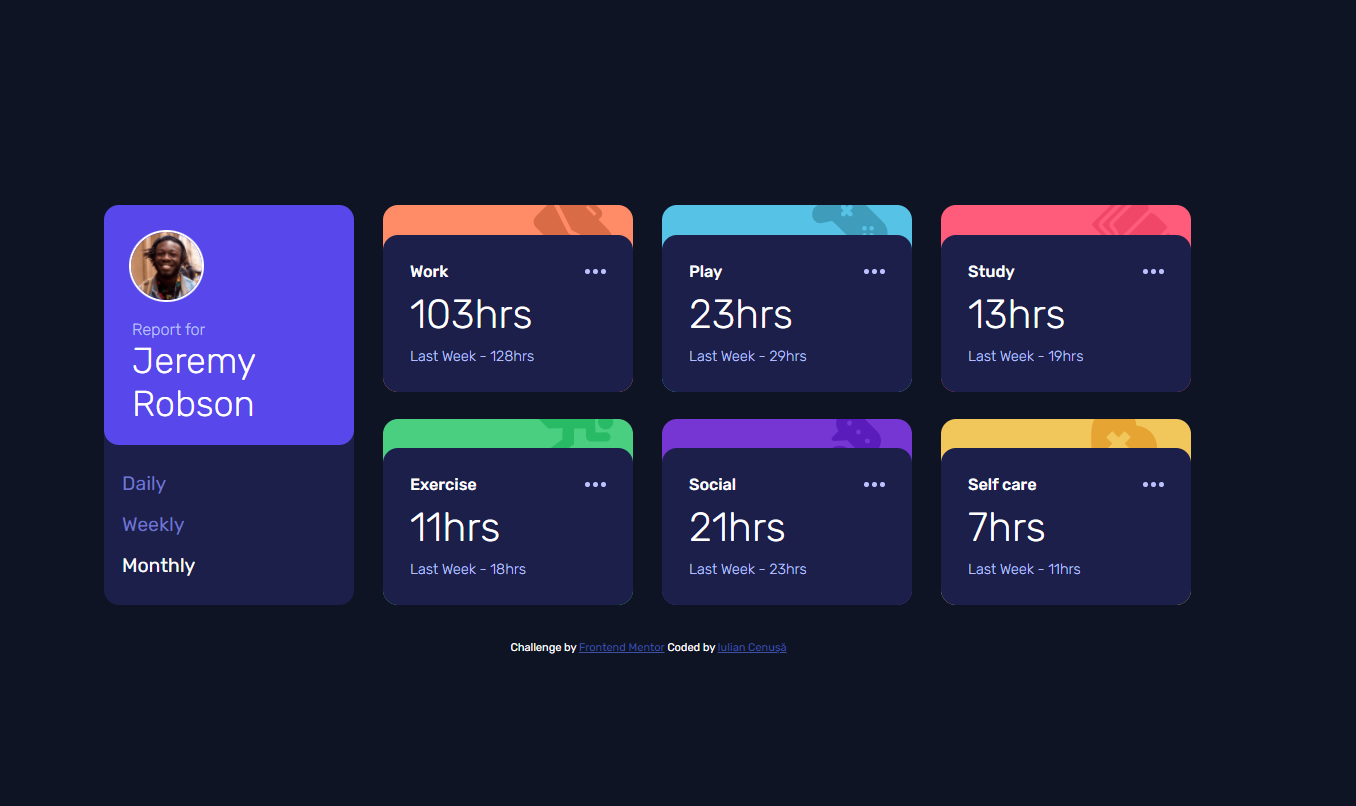 Report for
Jeremy
Robson
Daily
Weekly
Monthly
Work
103hrs
Last Week - 128hrs
Play
23hrs
Last Week - 29hrs
Study
13hrs
Last Week - 19hrs
Exercise
11hrs
Last Week - 18hrs
Social
21hrs
Last Week - 23hrs
Self care
7hrs
Last Week - 11hrs
Challenge by Frontend Mentor Coded by Iulian Cenușă